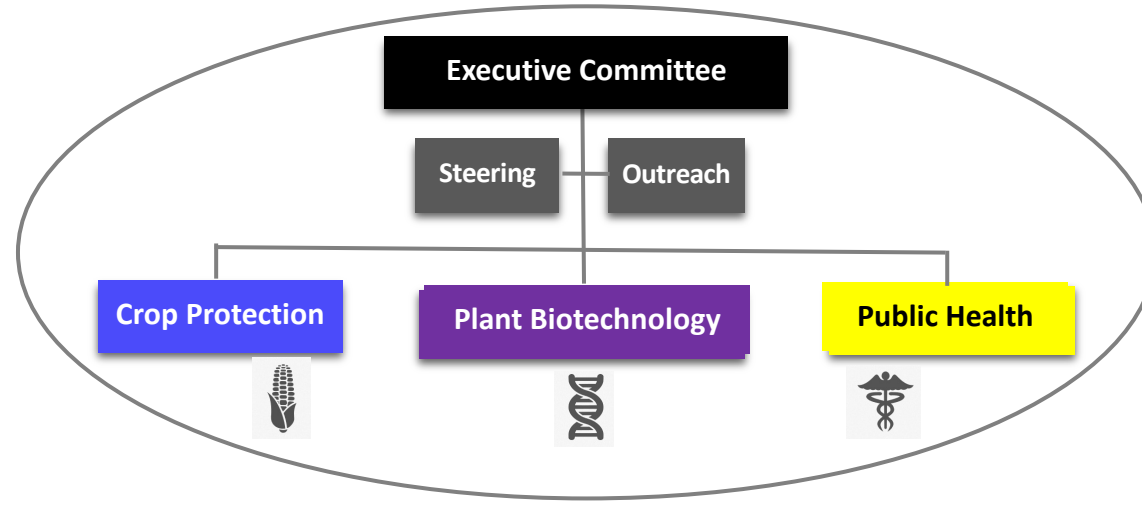 Executive Committee
Steering
Outreach
Crop Protection
Plant Biotechnology
Public Health